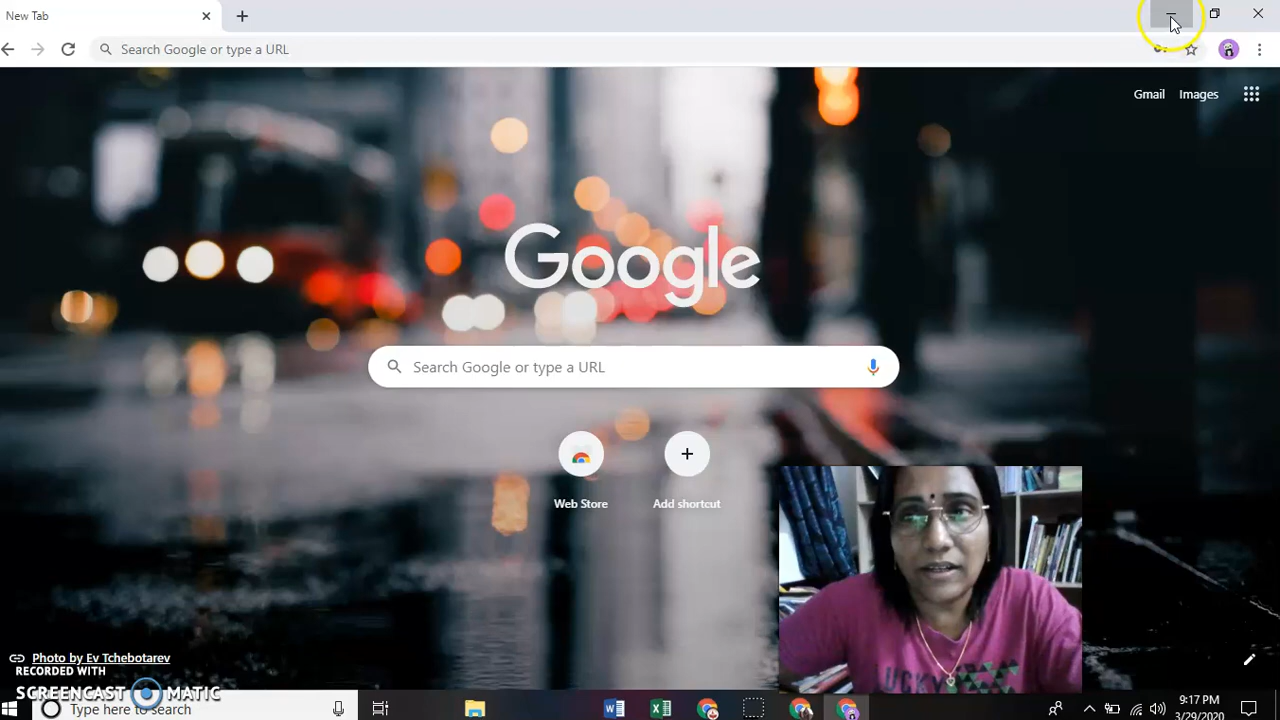 New Tab
Search Google or type a URL
Gmail
Images
Google
Search Google or type a URL
Web Store
Add shortcut
Photo by Ev Tchebotarev
RECORDED WITH
SCREENCAST MATIC
Type here to search
9:17 PM
3/29/2020